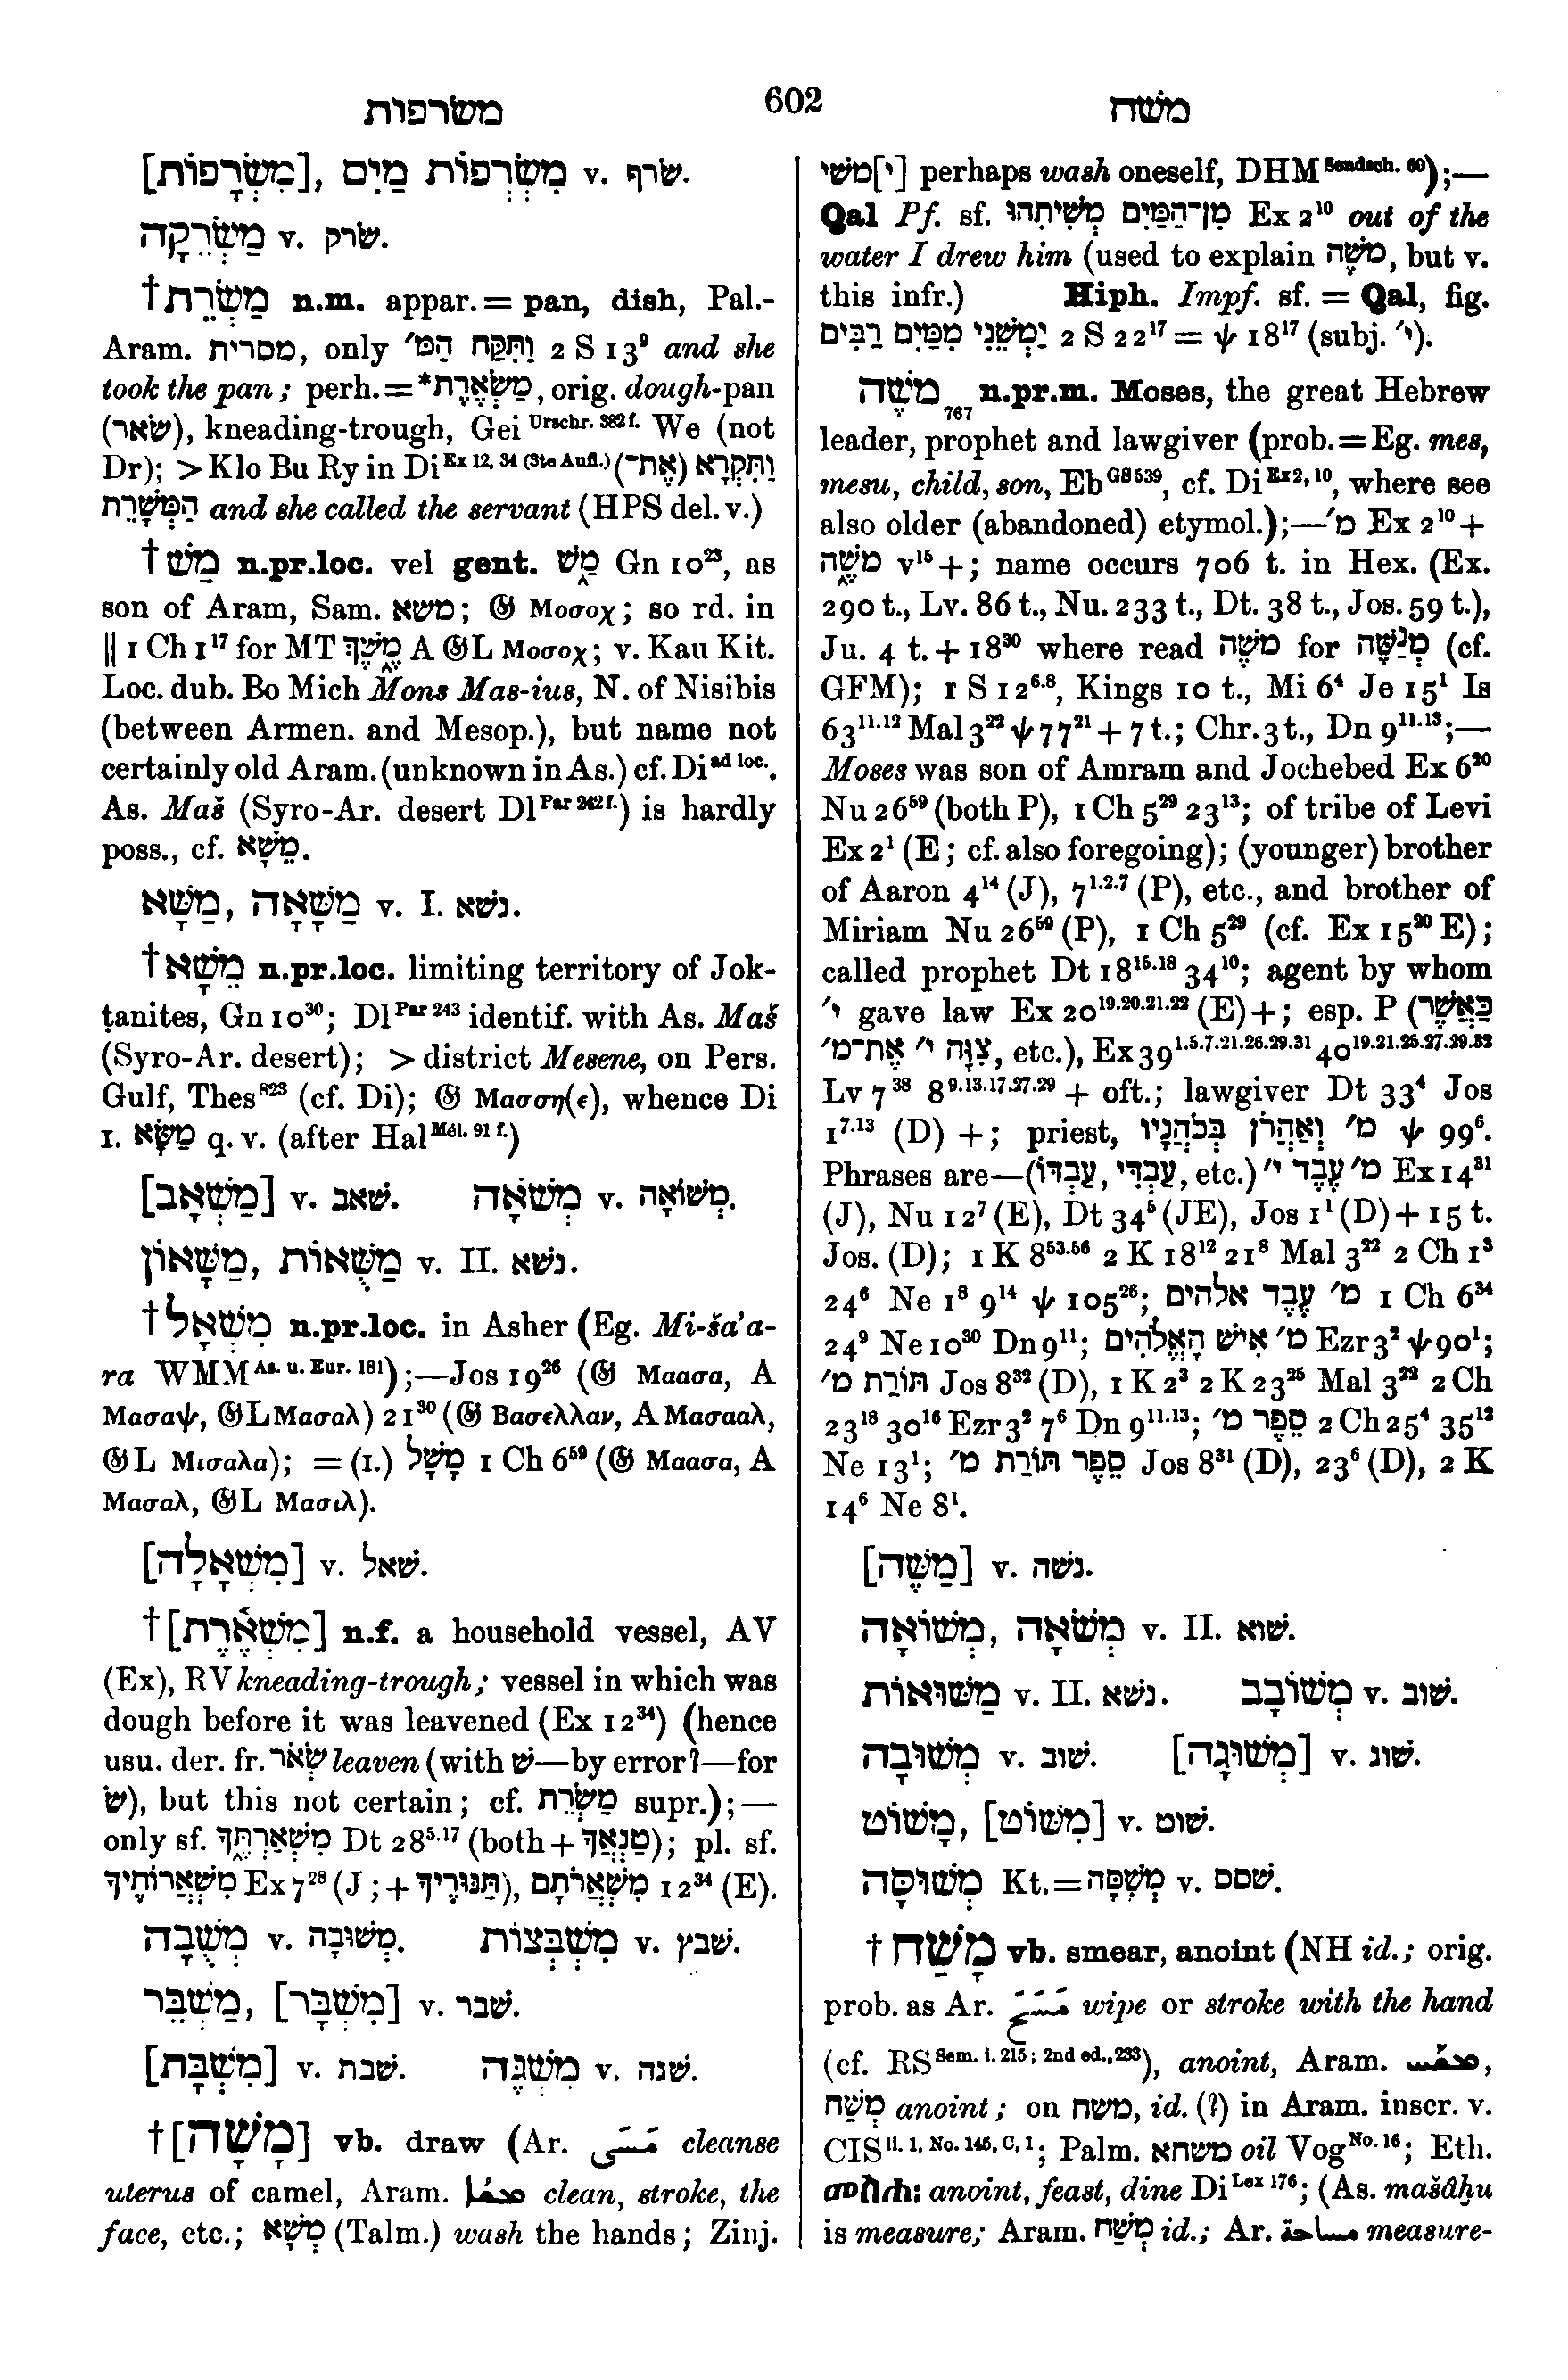 משרפות 602 משח
[מִשְׂרָפוֹת], מִשְׂרְפוֹת מַיִם v. שׂרף.
מַשְׂרֵקָה v. שׂרק.
†מַשְׂרֵת n.m. appar. = pan, dish, Pal.-
Aram. מסרית, only וַתִּקַּח הַמּ׳ 2 S 13⁹ and she
took the pan; perh. = *מַשְׂאֶרֶת, orig. dough-pan
(שׂאר), kneading-trough, Gei Urschr. 382 f. We (not
Dr); > Klo Bu Ry in Di Ex 12, 34 (3te Aufl.) (אֶת־) וַתִּקְרָא
הַמְּשָׁרֵת and she called the servant (HPS del. v.)
†מַשׁ n.pr.loc. vel gent. מַשׁ Gn 10²³, as
son of Aram, Sam. משא; 𝔊 Μοσοχ; so rd. in
|| 1 Ch 1¹⁷ for MT מֶשֶׁךְ A 𝔊L Μοσοχ; v. Kau Kit.
Loc. dub. Bo Mich Mons Mas-ius, N. of Nisibis
(between Armen. and Mesop.), but name not
certainly old Aram. (unknown in As.) cf. Di ad loc..
As. Maš (Syro-Ar. desert Dl Par 242 f.) is hardly
poss., cf. מֵשָׁא.
מַשָּׁא, מַשָּׁאָה v. I. נשׁא.
†מֵשָׁא n.pr.loc. limiting territory of Jok-
ṭanites, Gn 10³⁰; Dl Par 243 identif. with As. Maš
(Syro-Ar. desert); > district Mesene, on Pers.
Gulf, Thes⁸²³ (cf. Di); 𝔊 Μασση(ε), whence Di
1. מַשָּׂא q. v. (after Hal Mél. 91 f.)
[מַשְׁאָב] v. שׁאב. מְשֹׁאָה v. מְשׁוֹאָה.
מַשָּׁאוֹן, מַשֻּׁאוֹת v. II. נשׁא.
†מִשְׁאָל n.pr.loc. in Asher (Eg. Mi-ša'a-
ra WMM As. u. Eur. 181);—Jos 19²⁶ (𝔊 Μαασα, A
Μασαψ, 𝔊L Μασαλ) 21³⁰ (𝔊 Βασελλαν, A Μασααλ,
𝔊L Μισαλα); = (1.) מָשָׁל 1 Ch 6⁵⁹ (𝔊 Μαασα, A
Μασαλ, 𝔊L Μασιλ).
[מִשְׁאָלָה] v. שׁאל.
†[מִשְׁאֶרֶת] n.f. a household vessel, AV
(Ex), RV kneading-trough; vessel in which was
dough before it was leavened (Ex 12³⁴) (hence
usu. der. fr. שְׂאֹר leaven (with שׁ—by error?—for
שׂ), but this not certain; cf. מַשְׂרֵת supr.);—
only sf. מִשְׁאַרְתֶּךָ Dt 28⁵·¹⁷ (both + טַנְאֲךָ); pl. sf.
מִשְׁאֲרוֹתֶיךָ Ex 7²⁸ (J; + תַּנּוּרֶיךָ), מִשְׁאֲרֹתָם 12³⁴ (E).
מְשֻׁבָה v. מְשׁוּבָה. מִשְׁבְּצוֹת v. שׁבץ.
מַשְׁבֵּר, [מִשְׁבָּר] v. שׁבר.
[מִשְׁבָּת] v. שׁבת. מִשְׁגֶּה v. שׁגה.
†[מָשָׁה] vb. draw (Ar. مَسَى cleanse
uterus of camel, Aram. ܡܫܐ clean, stroke, the
face, etc.; מְשָׁא (Talm.) wash the hands; Zinj.
משׁי[י] perhaps wash oneself, DHM Sendsch. 60);—
Qal Pf. sf. מִן־הַמַּיִם מְשִׁיתִהוּ Ex 2¹⁰ out of the
water I drew him (used to explain מֹשֶׁה, but v.
this infr.) Hiph. Impf. sf. = Qal, fig.
יַמְשֵׁנִי מִמַּיִם רַבִּים 2 S 22¹⁷ = ψ 18¹⁷ (subj. י׳).
מֹשֶׁה₇₆₇ n.pr.m. Moses, the great Hebrew
leader, prophet and lawgiver (prob. = Eg. mes,
mesu, child, son, Eb GS 539, cf. Di Ex 2, 10, where see
also older (abandoned) etymol.);—מ׳ Ex 2¹⁰ +
מֹשֶׁה v¹⁵ +; name occurs 706 t. in Hex. (Ex.
290 t., Lv. 86 t., Nu. 233 t., Dt. 38 t., Jos. 59 t.),
Ju. 4 t. + 18³⁰ where read מֹשֶׁה for מְנַשֶּׁה (cf.
GFM); 1 S 12⁶·⁸, Kings 10 t., Mi 6⁴ Je 15¹ Is
63¹¹·¹² Mal 3²² ψ 77²¹ + 7 t.; Chr. 3 t., Dn 9¹¹·¹³;—
Moses was son of Amram and Jochebed Ex 6²⁰
Nu 26⁵⁹ (both P), 1 Ch 5²⁹ 23¹³; of tribe of Levi
Ex 2¹ (E; cf. also foregoing); (younger) brother
of Aaron 4¹⁴ (J), 7¹·²·⁷ (P), etc., and brother of
Miriam Nu 26⁵⁹ (P), 1 Ch 5²⁹ (cf. Ex 15²⁰ E);
called prophet Dt 18¹⁵·¹⁸ 34¹⁰; agent by whom
י׳ gave law Ex 20¹⁹·²⁰·²¹·²² (E) +; esp. P (כַּאֲשֶׁר
צִוָּה י׳ אֶת־מ׳, etc.), Ex 39¹·⁵·⁷·²¹·²⁶·²⁹·³¹ 40¹⁹·²¹·²⁵·²⁷·²⁹·³²
Lv 7³⁸ 8⁹·¹³·¹⁷·²⁷·²⁹ + oft.; lawgiver Dt 33⁴ Jos
1⁷·¹³ (D) +; priest, מ׳ וְאַהֲרֹן בְּכֹהֲנָיו ψ 99⁶.
Phrases are—(עַבְדִּי, עַבְדּוֹ, etc.) מ׳ עֶבֶד י׳ Ex 14³¹
(J), Nu 12⁷ (E), Dt 34⁵ (JE), Jos 1¹ (D) + 15 t.
Jos. (D); 1 K 8⁵³·⁵⁶ 2 K 18¹² 21⁸ Mal 3²² 2 Ch 1³
24⁶ Ne 1⁸ 9¹⁴ ψ 105²⁶; מ׳ עֶבֶד אלהים 1 Ch 6³⁴
24⁹ Ne 10³⁰ Dn 9¹¹; מ׳ אִישׁ הָאֱלֹהִים Ezr 3² ψ 90¹;
תּוֹרַת מ׳ Jos 8³² (D), 1 K 2³ 2 K 23²⁵ Mal 3²² 2 Ch
23¹⁸ 30¹⁶ Ezr 3² 7⁶ Dn 9¹¹·¹³; סֵפֶר מ׳ 2 Ch 25⁴ 35¹²
Ne 13¹; סֵפֶר תּוֹרַת מ׳ Jos 8³¹ (D), 23⁶ (D), 2 K
14⁶ Ne 8¹.
[מַשֶּׁה] v. נשׁה.
מְשׁוֹאָה, מְשֹׁאָה v. II. שׁוא.
מַשּׁוּאוֹת v. II. נשׁא. מְשׁוֹבָב v. שׁוב.
מְשׁוּבָה v. שׁוב. [מְשׁוּגָה] v. שׁוג.
מָשׁוֹט, [מִשׁוֹט] v. שׁוט.
מְשׁוּסָּה Kt. = מְשִׁסָּה v. שׁסס.
†מָשַׁח vb. smear, anoint (NH id.; orig.
prob. as Ar. مَسَحَ wipe or stroke with the hand
(cf. RS Sem. i. 215; 2nd ed., 233), anoint, Aram. ܡܫܚ,
מְשַׁח anoint; on משח, id. (?) in Aram. inscr. v.
CIS ii. 1, No. 145, C, 1; Palm. משחא oil Vog No. 16; Eth.
መስሐ: anoint, feast, dine Di Lex 176; (As. mašâḫu
is measure; Aram. מְשַׁח id.; Ar. مساحة measure-